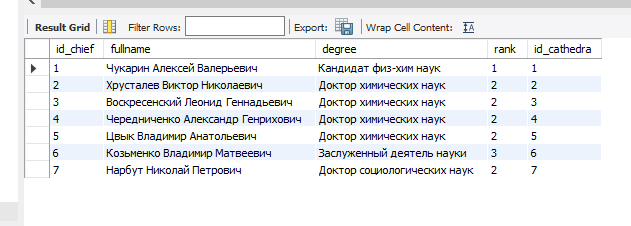 Result Grid Filter Rows: Export: Wrap Cell Content:
id_chief fullname degree rank id_cathedra
1 Чукарин Алексей Валерьевич Кандидат физ-хим наук 1 1
2 Хрусталев Виктор Николаевич Доктор химических наук 2 2
3 Воскресенский Леонид Геннадьевич Доктор химических наук 2 3
4 Чередниченко Александр Генрихович Доктор химических наук 2 4
5 Цвык Владимир Анатольевич Доктор химических наук 2 5
6 Козьменко Владимир Матвеевич Заслуженный деятель науки 3 6
7 Нарбут Николай Петрович Доктор социологических наук 2 7